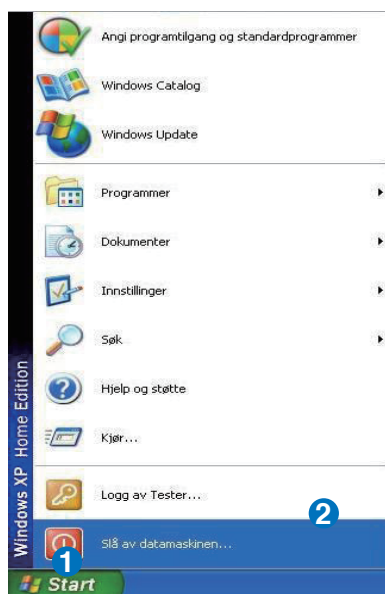 Angi programtilgang og standardprogrammer
Windows Catalog
Windows Update
Programmer
Dokumenter
Innstillinger
Søk
Hjelp og støtte
Kjør...
Logg av Tester...
2
Slå av datamaskinen...
1
Start
Windows XP Home Edition